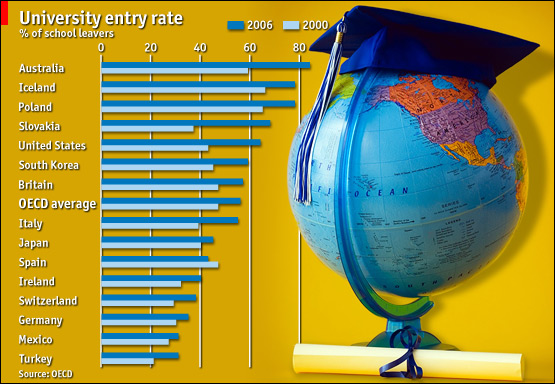 University entry rate
% of school leavers
2006 2000
0 20 40 60 80
Australia
Iceland
Poland
Slovakia
United States
South Korea
Britain
OECD average
Italy
Japan
Spain
Ireland
Switzerland
Germany
Mexico
Turkey
Source: OECD
OCEAN